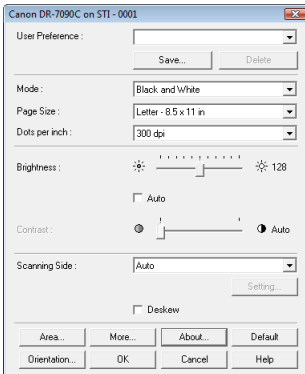 Canon DR-7090C on STI - 0001
User Preference :
Save... Delete
Mode : Black and White
Page Size : Letter - 8.5 x 11 in
Dots per inch : 300 dpi
Brightness : 128
Auto
Contrast : Auto
Scanning Side : Auto
Setting...
Deskew
Area... More... About... Default
Orientation... OK Cancel Help